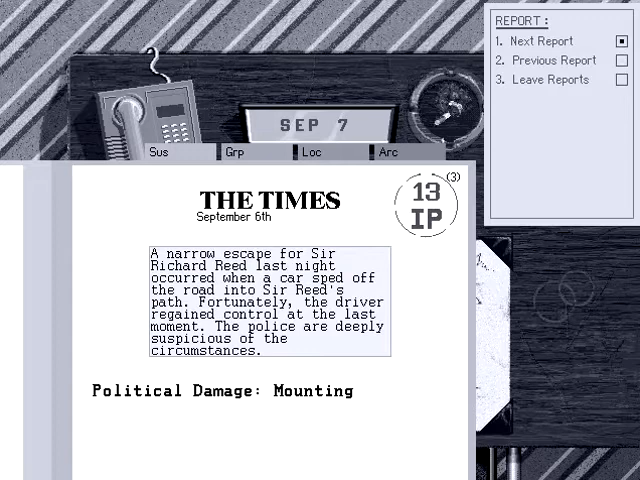 REPORT:
1. Next Report
2. Previous Report
3. Leave Reports
SEP 7
Sus Grp Loc Arc
THE TIMES
September 6th
(3)
13
IP
A narrow escape for Sir
Richard Reed last night
occurred when a car sped off
the road into Sir Reed's
path. Fortunately, the driver
regained control at the last
moment. The police are deeply
suspicious of the
circumstances.
Political Damage: Mounting